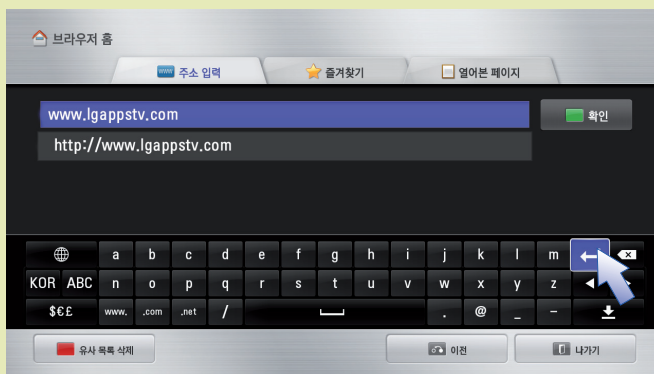 브라우저 홈
www 주소 입력 즐겨찾기 열어본 페이지
www.lgappstv.com 확인
http://www.lgappstv.com
a b c d e f g h i j k l m
KOR ABC n o p q r s t u v w x y z
$€£ www. .com .net / . @ _ -
유사 목록 삭제 이전 나가기